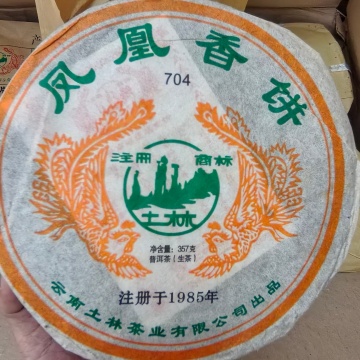 凤凰香饼
704
注册 商标
土林
净含量：357克
普洱茶（生茶）
注册于1985年
云南土林茶业有限公司出品